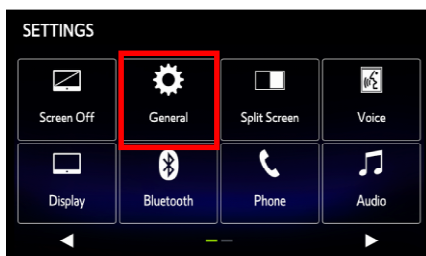 SETTINGS
Screen Off General Split Screen Voice
Display Bluetooth Phone Audio